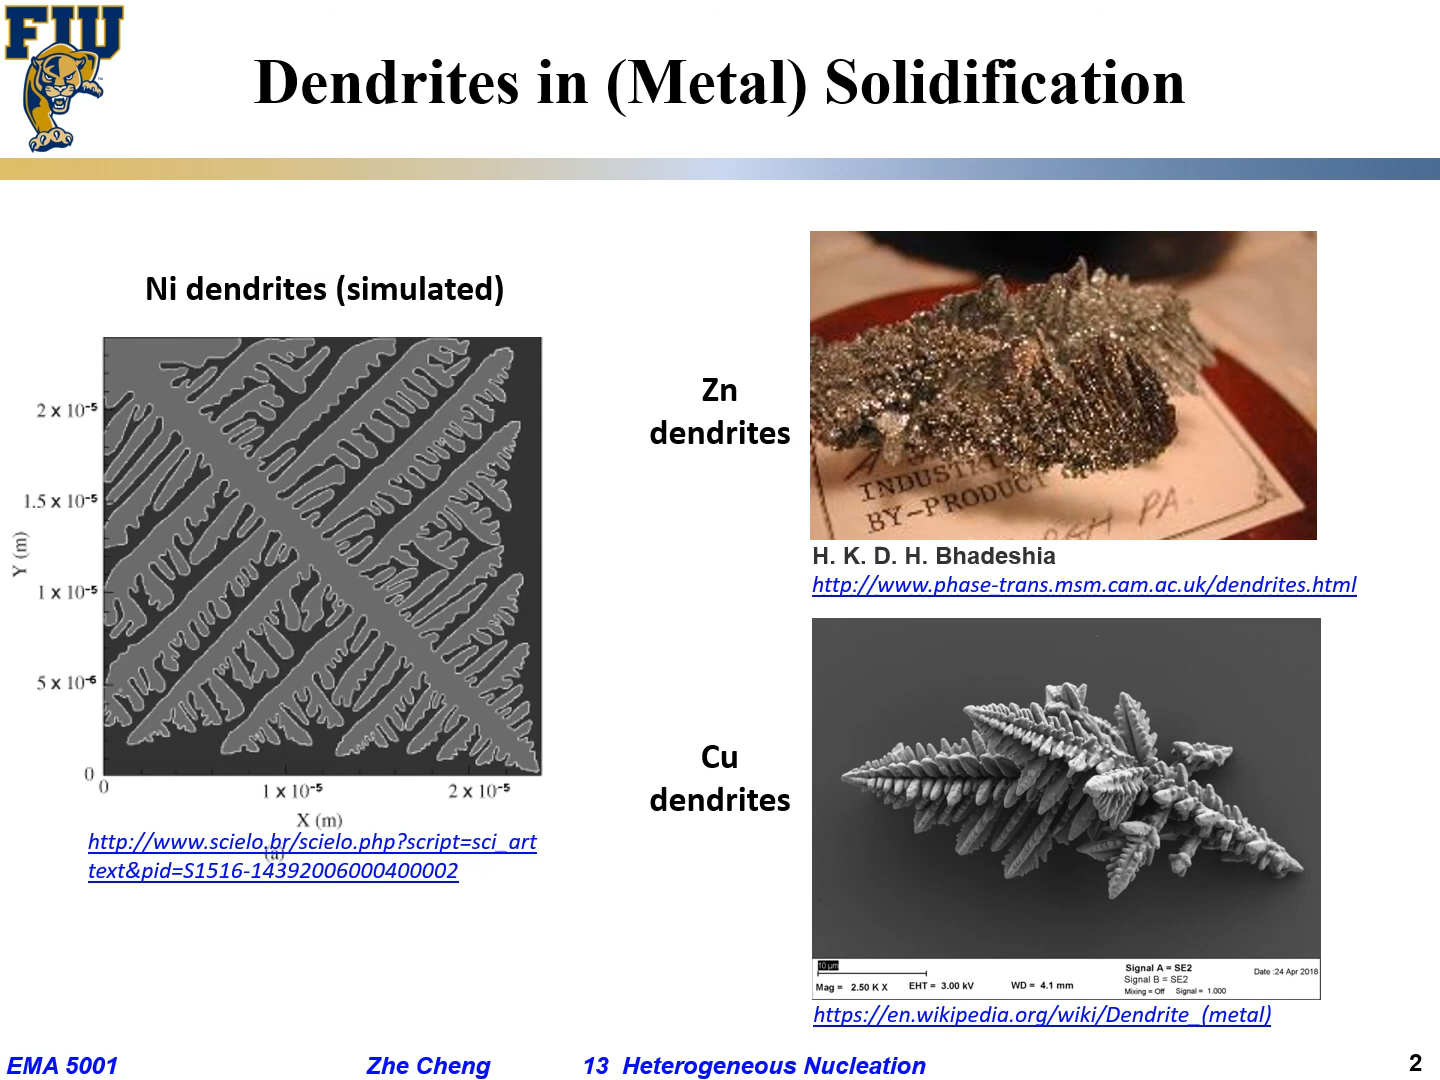 FIU
Dendrites in (Metal) Solidification
Ni dendrites (simulated)
2 x 10-5
1.5 x 10-5
1 x 10-5
5 x 10-6
0
Y (m)
0
1 x 10-5
2 x 10-5
X (m)
(a)
http://www.scielo.br/scielo.php?script=sci_art
text&pid=S1516-14392006000400002
Zn
dendrites
INDUSTRI
BY-PRODUCT
PA.
H. K. D. H. Bhadeshia
http://www.phase-trans.msm.cam.ac.uk/dendrites.html
Cu
dendrites
10 µm
Mag = 2.50 K X
EHT = 3.00 kV
WD = 4.1 mm
Signal A = SE2
Signal B = SE2
Mixing = Off Signal = 1.000
Date :24 Apr 2018
https://en.wikipedia.org/wiki/Dendrite_(metal)
EMA 5001 Zhe Cheng 13 Heterogeneous Nucleation 2